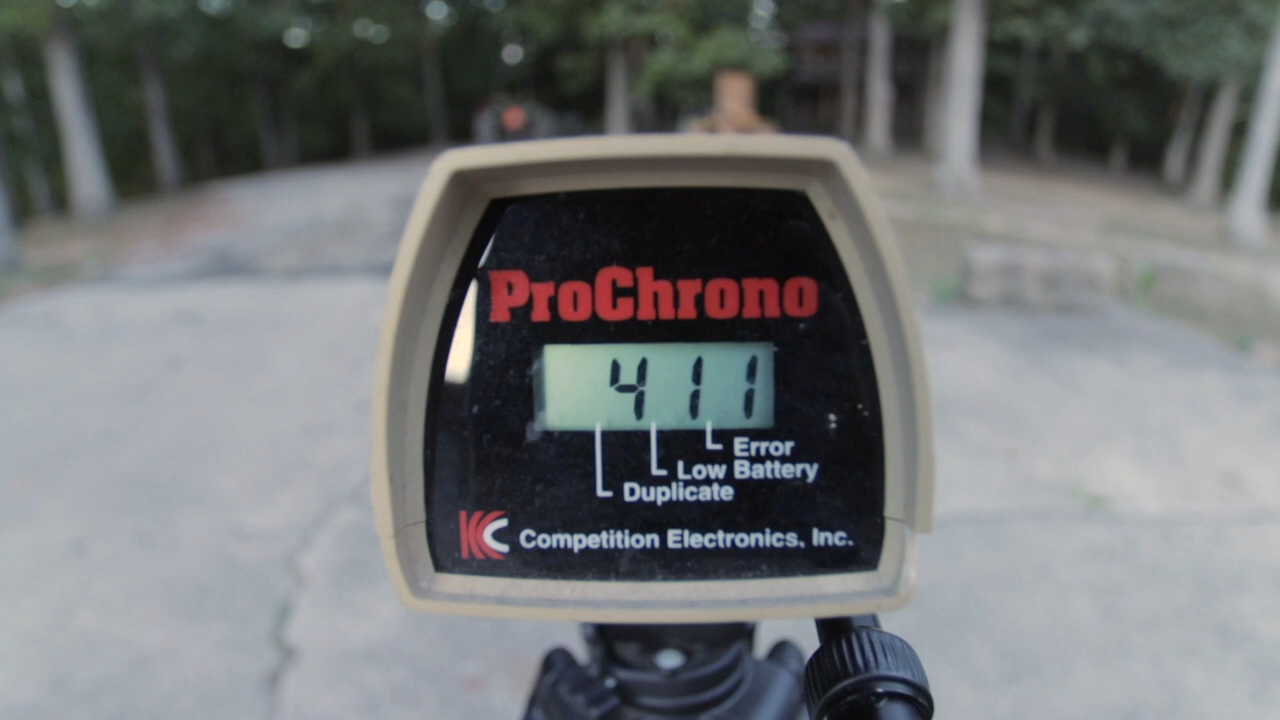 ProChrono
411
Error
Low Battery
Duplicate
KC Competition Electronics, Inc.